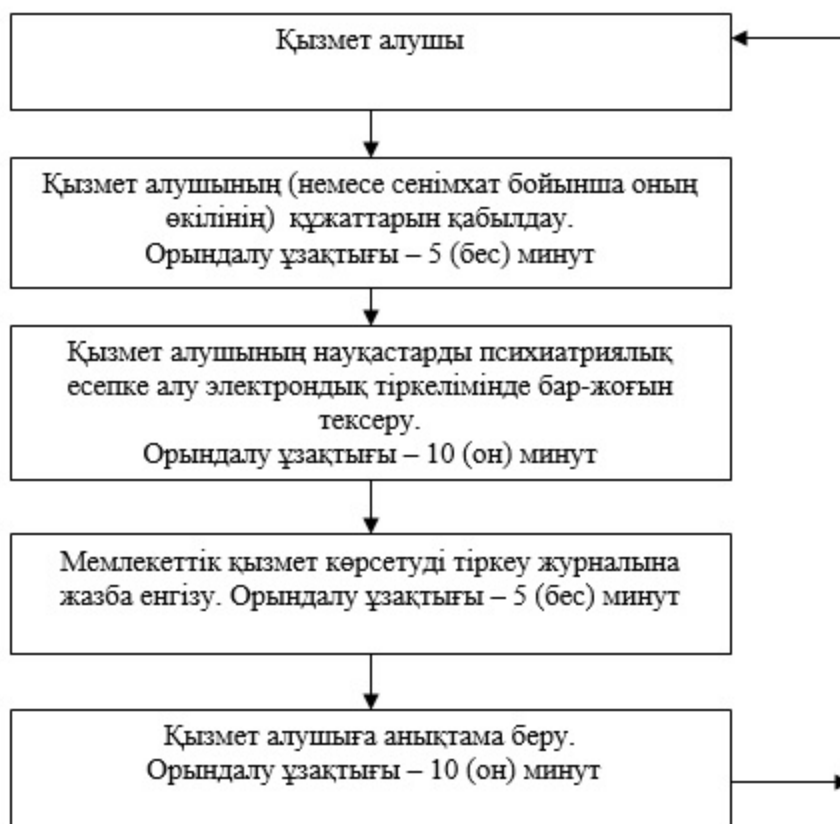 Қызмет алушы
Қызмет алушының (немесе сенімхат бойынша оның
өкілінің) құжаттарын қабылдау.
Орындалу ұзақтығы – 5 (бес) минут
Қызмет алушының науқастарды психиатриялық
есепке алу электрондық тіркелімінде бар-жоғын
тексеру.
Орындалу ұзақтығы – 10 (он) минут
Мемлекеттік қызмет көрсетуді тіркеу журналына
жазба енгізу. Орындалу ұзақтығы – 5 (бес) минут
Қызмет алушыға анықтама беру.
Орындалу ұзақтығы – 10 (он) минут